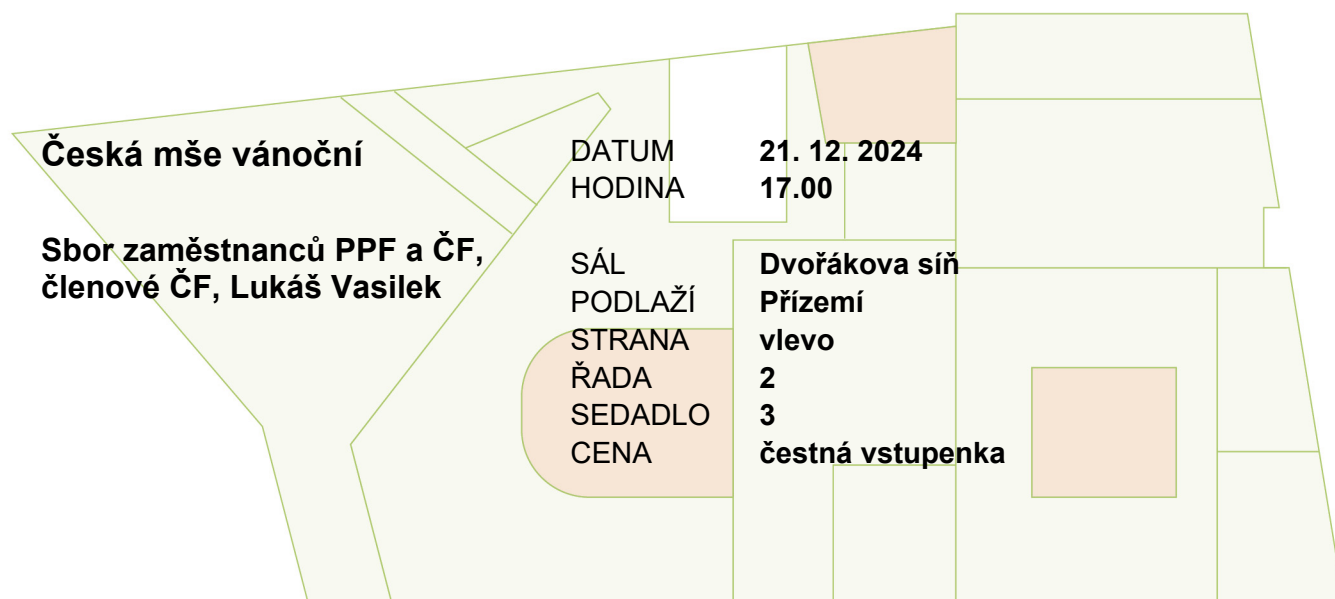 Česká mše vánoční
Sbor zaměstnanců PPF a ČF,
členové ČF, Lukáš Vasilek
DATUM 21. 12. 2024
HODINA 17.00
SÁL Dvořákova síň
PODLAŽÍ Přízemí
STRANA vlevo
ŘADA 2
SEDADLO 3
CENA čestná vstupenka